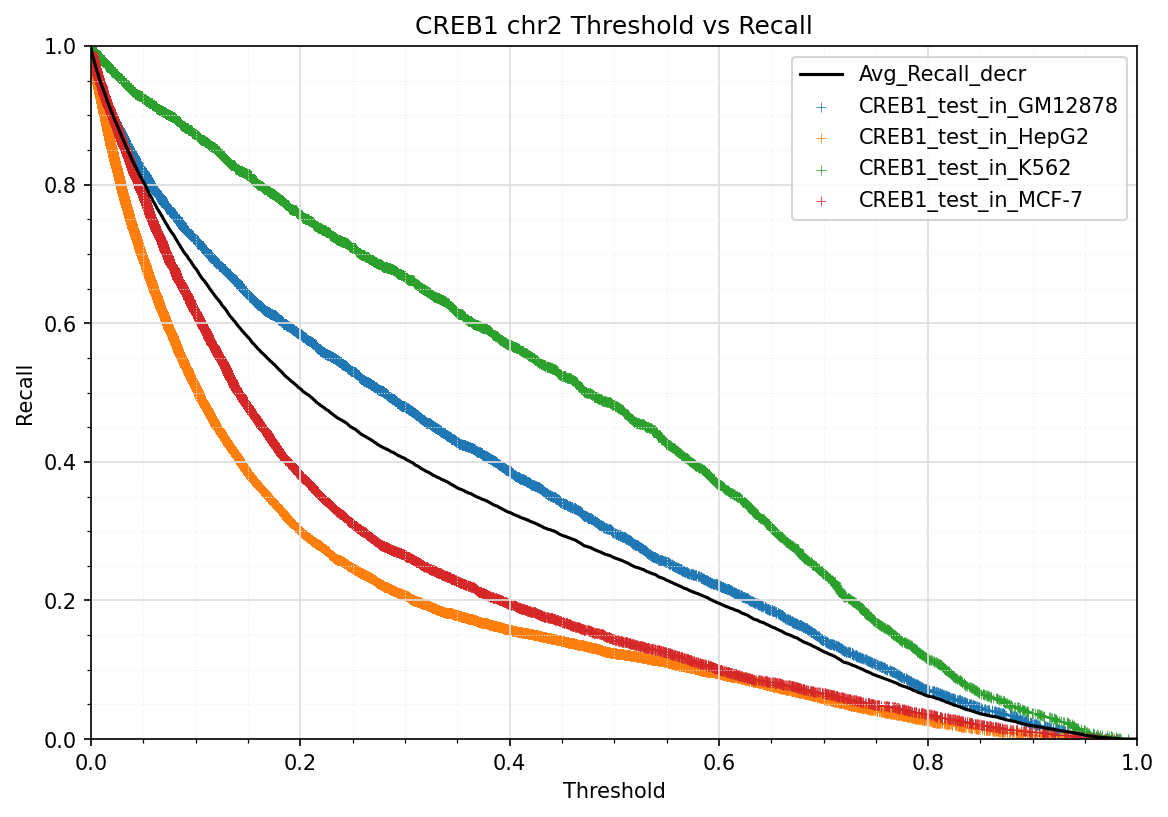 CREB1 chr2 Threshold vs Recall
Avg_Recall_decr
CREB1_test_in_GM12878
CREB1_test_in_HepG2
CREB1_test_in_K562
CREB1_test_in_MCF-7
1.0
0.8
0.6
0.4
0.2
0.0
Recall
0.0 0.2 0.4 0.6 0.8 1.0
Threshold